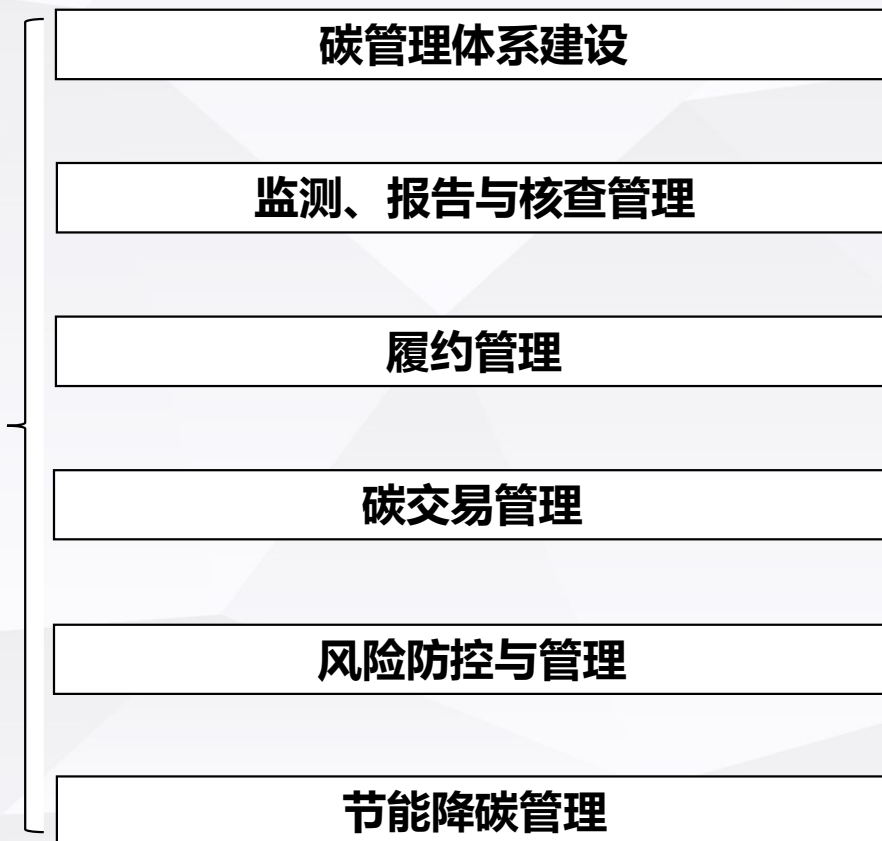 碳管理体系建设
监测、报告与核查管理
履约管理
碳交易管理
风险防控与管理
节能降碳管理